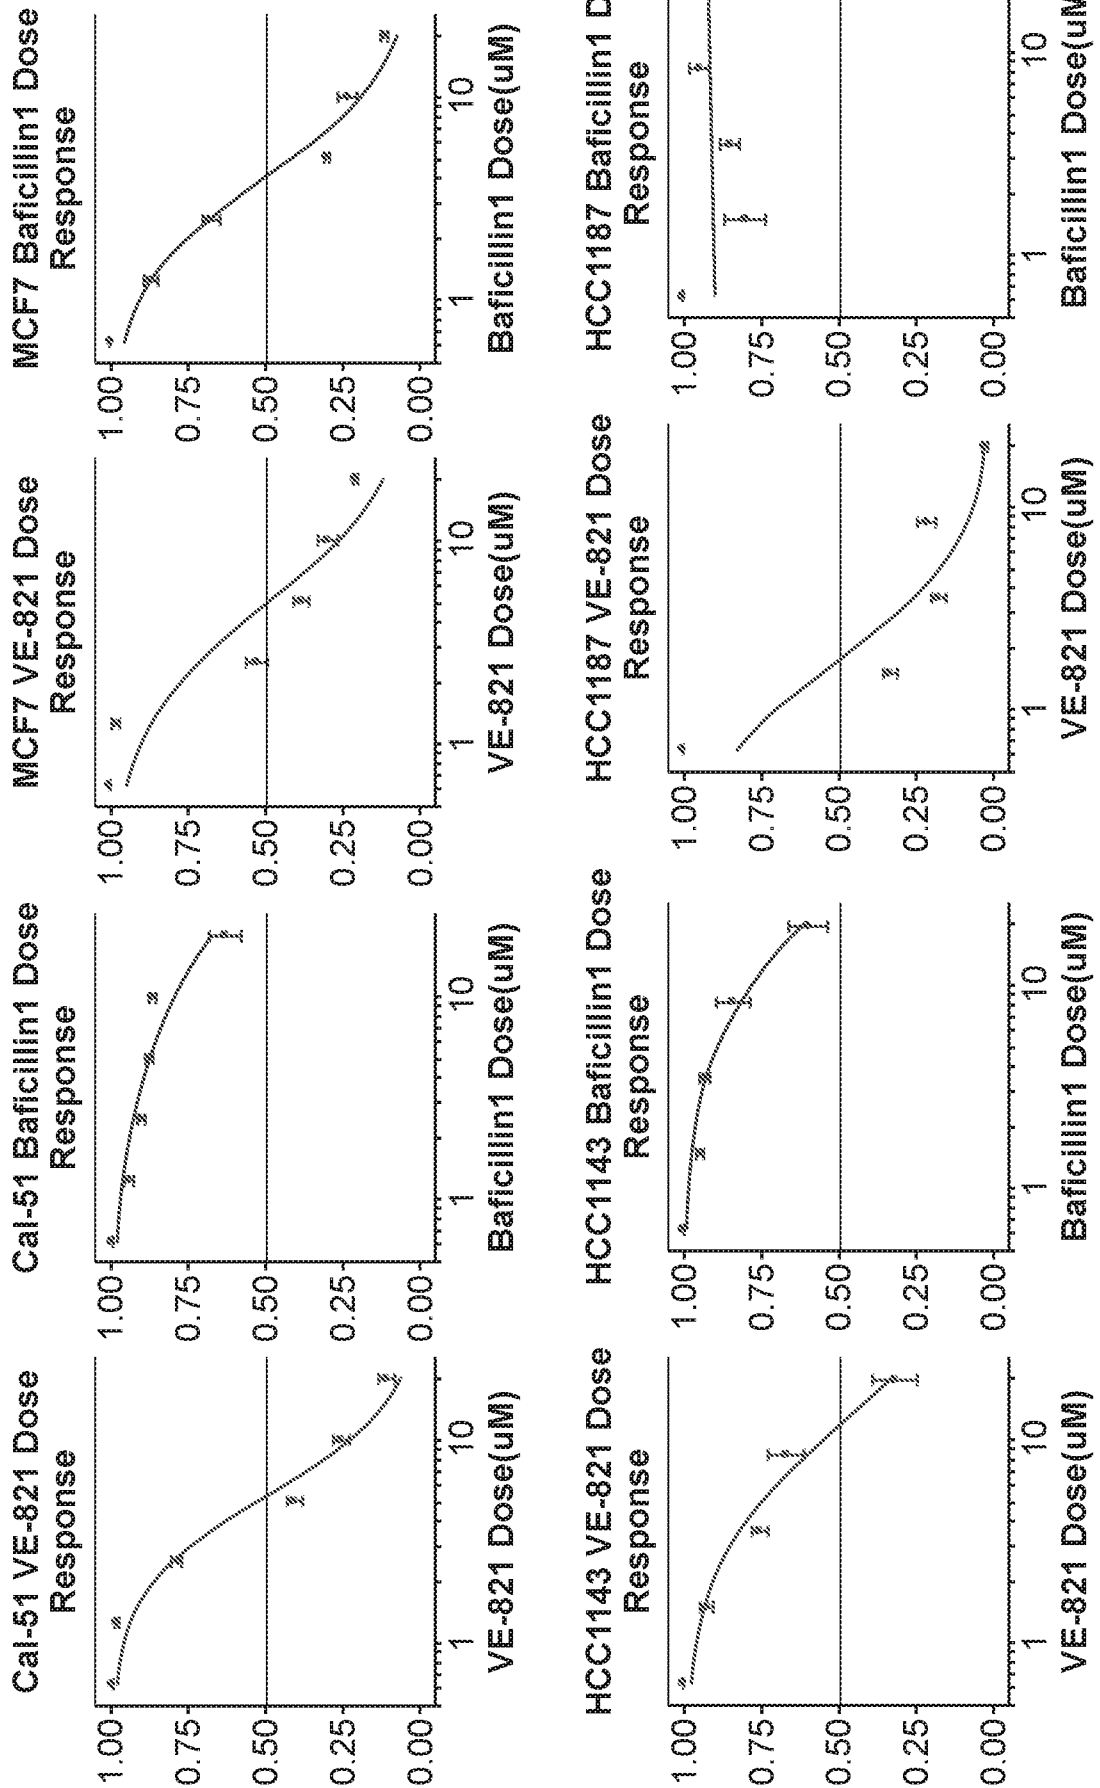 Cal-51 VE-821 Dose
Response
1.00
0.75
0.50
0.25
0.00
1
10
VE-821 Dose(uM)
Cal-51 Baficilliin1 Dose
Response
1.00
0.75
0.50
0.25
0.00
1
10
Baficilliin1 Dose(uM)
MCF7 VE-821 Dose
Response
1.00
0.75
0.50
0.25
0.00
1
10
VE-821 Dose(uM)
MCF7 Baficilliin1 Dose
Response
1.00
0.75
0.50
0.25
0.00
1
10
Baficilliin1 Dose(uM)
HCC1143 VE-821 Dose
Response
1.00
0.75
0.50
0.25
0.00
1
10
VE-821 Dose(uM)
HCC1143 Baficilliin1 Dose
Response
1.00
0.75
0.50
0.25
0.00
1
10
Baficilliin1 Dose(uM)
HCC1187 VE-821 Dose
Response
1.00
0.75
0.50
0.25
0.00
1
10
VE-821 Dose(uM)
HCC1187 Baficilliin1 D
Response
1.00
0.75
0.50
0.25
0.00
1
10
Baficilliin1 Dose(uM